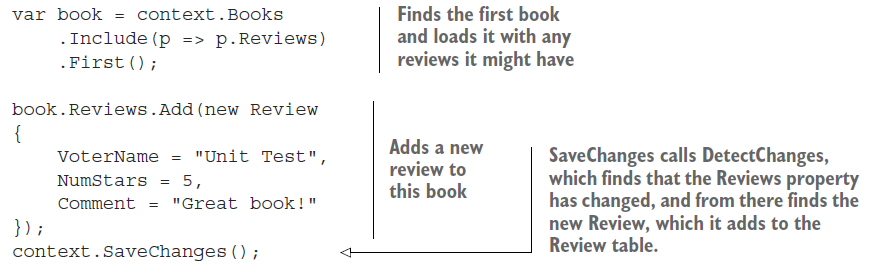 var book = context.Books
    .Include(p => p.Reviews)
    .First();
Finds the first book
and loads it with any
reviews it might have
book.Reviews.Add(new Review
{
    VoterName = "Unit Test",
    NumStars = 5,
    Comment = "Great book!"
});
context.SaveChanges();
Adds a new
review to
this book
SaveChanges calls DetectChanges,
which finds that the Reviews property
has changed, and from there finds the
new Review, which it adds to the
Review table.